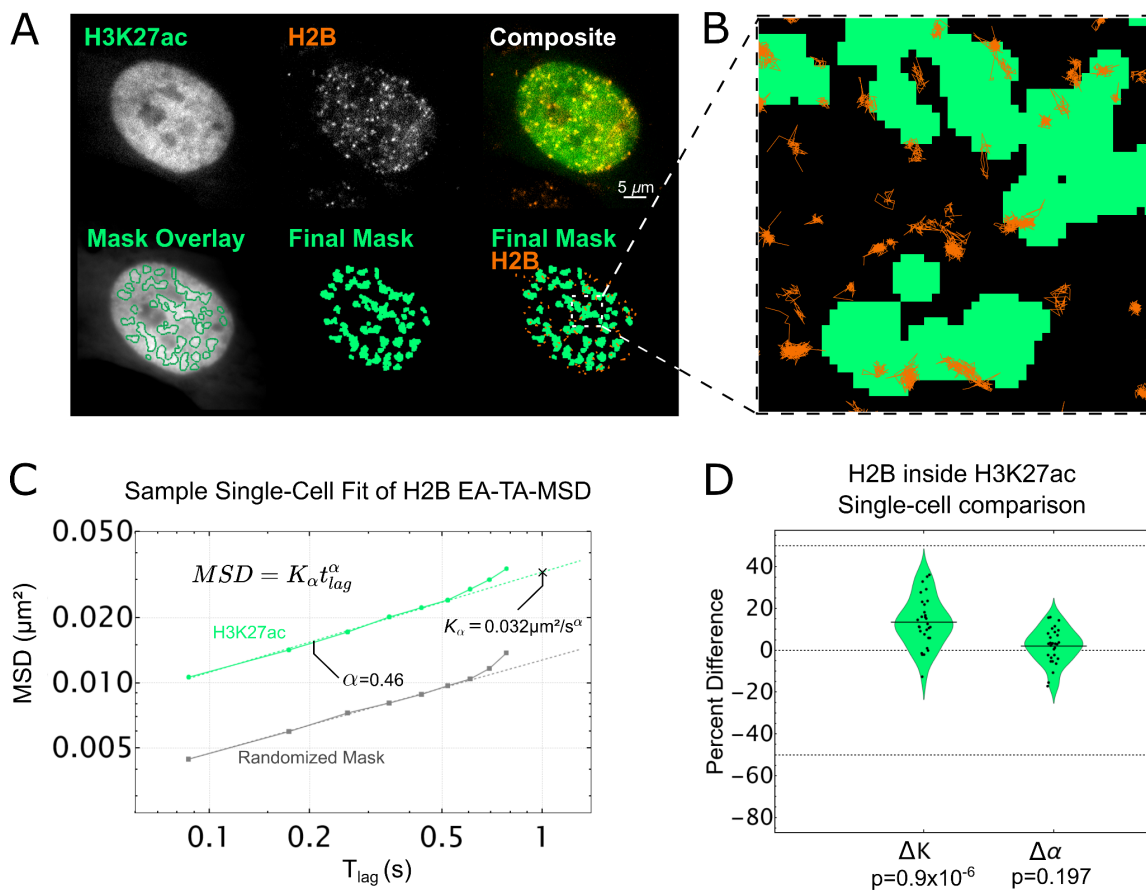 A
H3K27ac
H2B
Composite
5 µm
Mask Overlay
Final Mask
Final Mask
H2B
B
C
Sample Single-Cell Fit of H2B EA-TA-MSD
MSD (µm²)
0.050
0.020
0.010
0.005
MSD = K_α t_lag^α
H3K27ac
K_α = 0.032µm²/s^α
α=0.46
Randomized Mask
0.1
0.2
0.5
1
T_lag (s)
D
H2B inside H3K27ac
Single-cell comparison
Percent Difference
40
20
0
-20
-40
-60
-80
ΔK
Δα
p=0.9x10⁻⁶
p=0.197